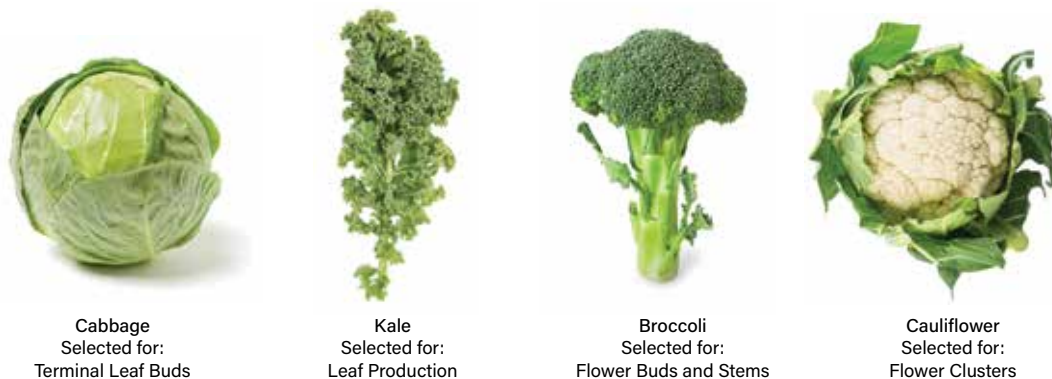 Cabbage
Selected for:
Terminal Leaf Buds
Kale
Selected for:
Leaf Production
Broccoli
Selected for:
Flower Buds and Stems
Cauliflower
Selected for:
Flower Clusters